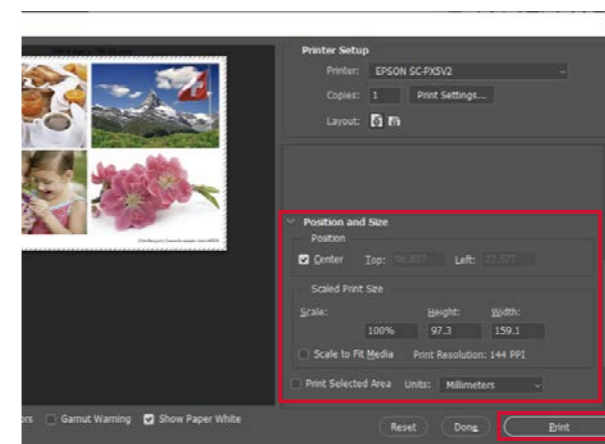 Printer Setup
Printer: EPSON SC-PX5V2
Copies: 1 Print Settings...
Layout:
Position and Size
Position
Center Top: Left: 22.577
Scaled Print Size
Scale: Height: Width:
100% 97.3 159.1
Scale to Fit Media Print Resolution: 144 PPI
Print Selected Area Units: Millimeters
Gamut Warning Show Paper White
Reset Done Print